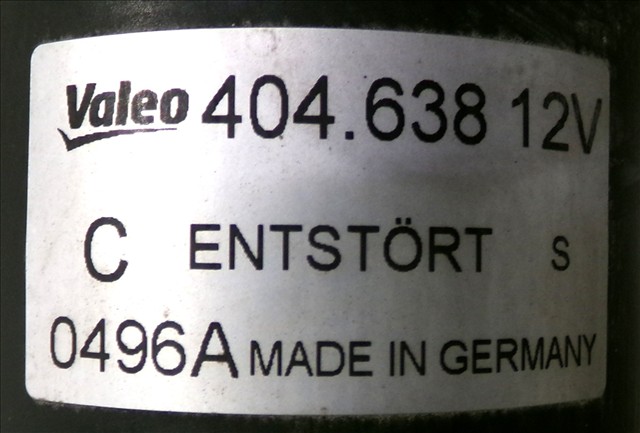 Valeo 404.638 12V
C ENTSTÖRT S
0496A MADE IN GERMANY